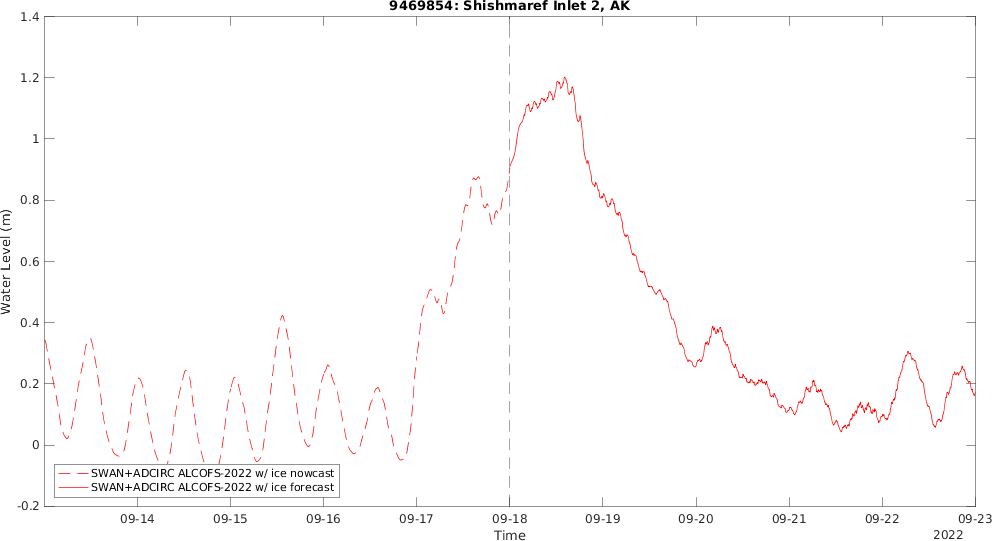 9469854: Shishmaref Inlet 2, AK
1.4
1.2
1
0.8
0.6
0.4
0.2
0
-0.2
Water Level (m)
SWAN+ADCIRC ALCOFS-2022 w/ ice nowcast
SWAN+ADCIRC ALCOFS-2022 w/ ice forecast
09-14 09-15 09-16 09-17 09-18 09-19 09-20 09-21 09-22 09-23
Time
2022